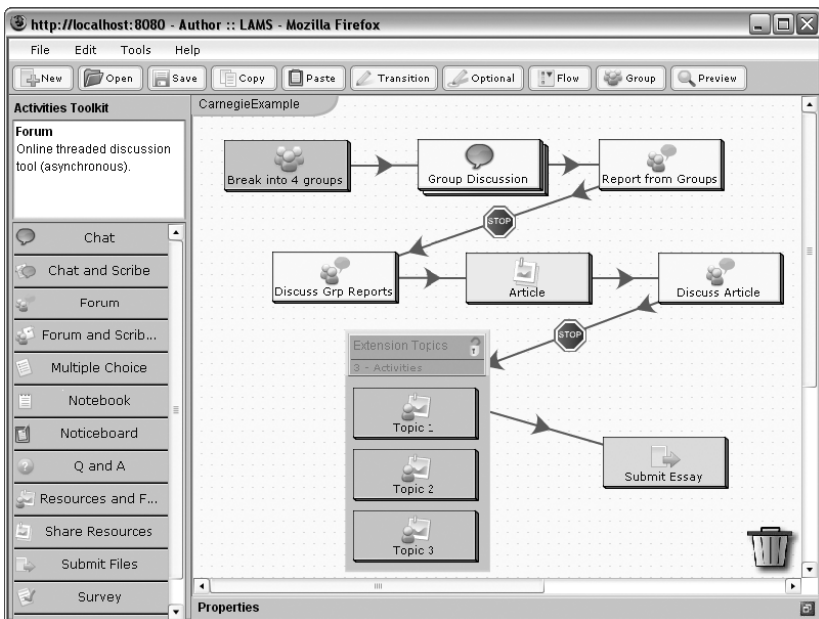 http://localhost:8080 - Author :: LAMS - Mozilla Firefox
File Edit Tools Help
New Open Save Copy Paste Transition Optional Flow Group Preview
Activities Toolkit
Forum
Online threaded discussion
tool (asynchronous).
Chat
Chat and Scribe
Forum
Forum and Scrib...
Multiple Choice
Notebook
Noticeboard
Q and A
Resources and F...
Share Resources
Submit Files
Survey
CarnegieExample
Break into 4 groups
Group Discussion
Report from Groups
STOP
Discuss Grp Reports
Article
Discuss Article
STOP
Extension Topics
3 - Activities
Topic 1
Topic 2
Topic 3
Submit Essay
Properties